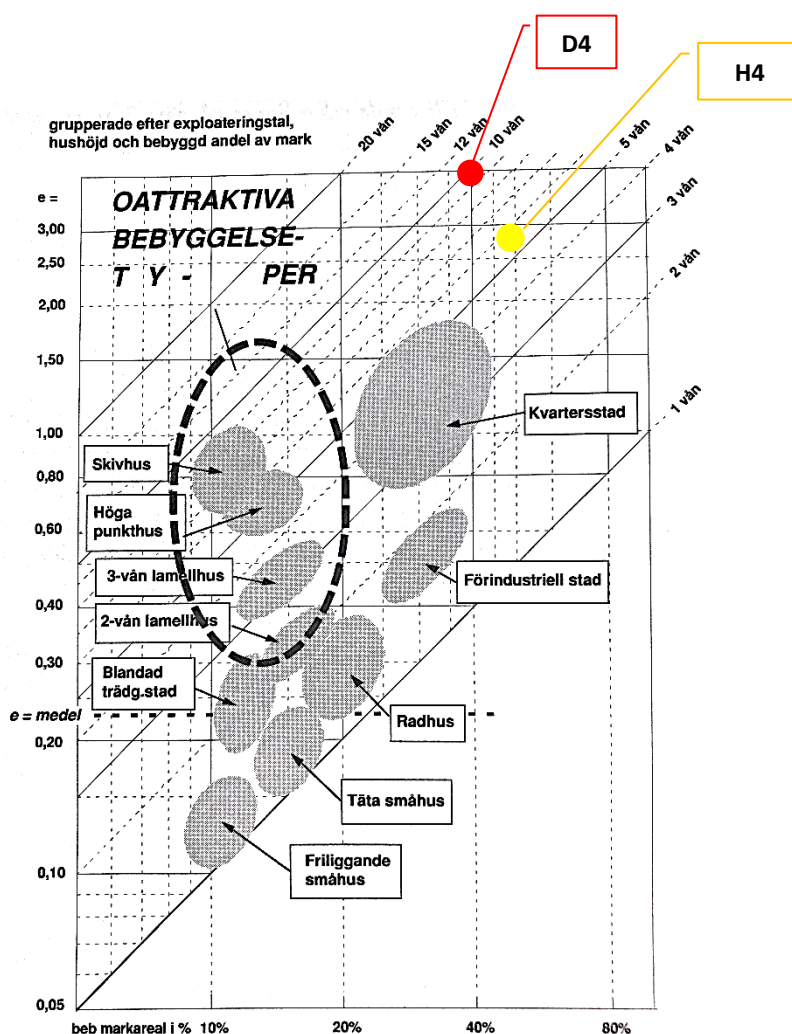 D4
H4
grupperade efter exploateringstal,
hushöjd och bebyggd andel av mark
20 vån
15 vån
12 vån
10 vån
5 vån
4 vån
3 vån
2 vån
1 vån
e =
3,00
2,50
2,00
1,50
1,00
0,80
0,60
0,40
0,30
e = medel
0,20
0,10
0,05
OATTRAKTIVA
BEBYGGELSE-
T Y - PER
Skivhus
Höga
punkthus
3-vån lamellhus
2-vån lamellhus
Blandad
trädg.stad
Kvartersstad
Förindustriell stad
Radhus
Täta småhus
Friliggande
småhus
beb markareal i % 10% 20% 40% 80%